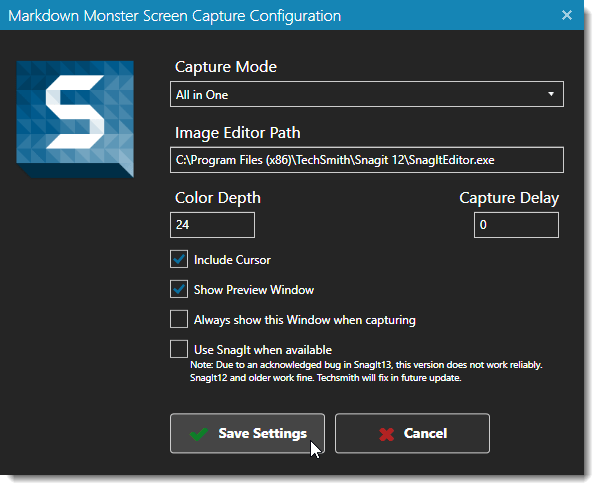 Markdown Monster Screen Capture Configuration
Capture Mode
All in One
Image Editor Path
C:\Program Files (x86)\TechSmith\Snagit 12\SnagItEditor.exe
Color Depth Capture Delay
24 0
Include Cursor
Show Preview Window
Always show this Window when capturing
Use SnagIt when available
Note: Due to an acknowledged bug in SnagIt13, this version does not work reliably.
SnagIt12 and older work fine. Techsmith will fix in future update.
Save Settings Cancel